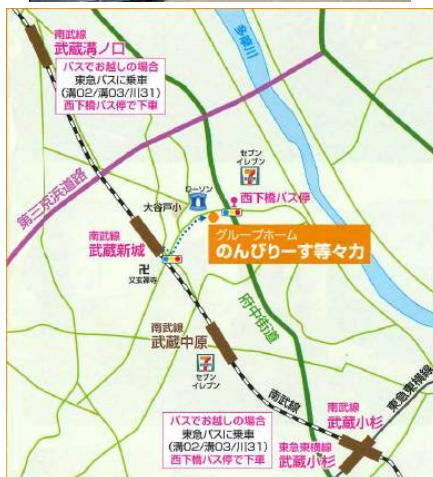 南武線
武蔵溝ノ口
バスでお越しの場合
東急バスに乗車
(溝02/溝03/川31)
西下橋バス停で下車
多摩川
第三京浜道路
セブン
イレブン
ローソン
大谷戸小
西下橋バス停
グループホーム
のんびりーす等々力
南武線
武蔵新城
卍
又玄禅寺
府中街道
南武線
武蔵中原
セブン
イレブン
南武線
東急東横線
南武線
武蔵小杉
バスでお越しの場合
東急バスに乗車
(溝02/溝03/川31)
西下橋バス停で下車
東急東横線
武蔵小杉